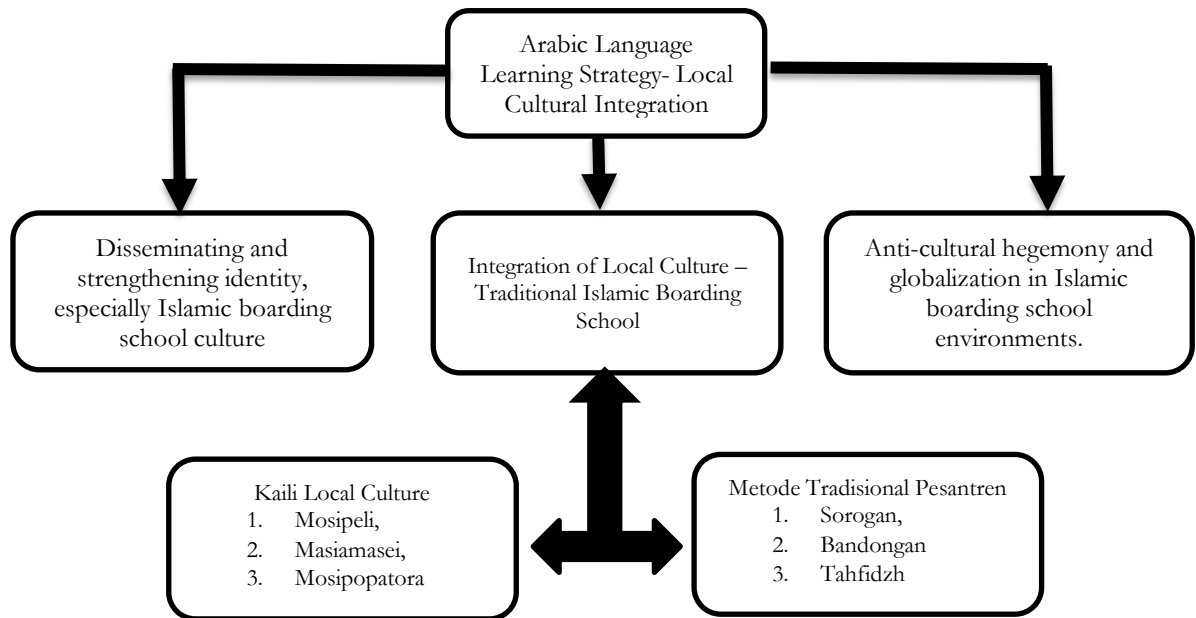 Arabic Language
Learning Strategy- Local
Cultural Integration
Disseminating and
strengthening identity,
especially Islamic boarding
school culture
Integration of Local Culture –
Traditional Islamic Boarding
School
Anti-cultural hegemony and
globalization in Islamic
boarding school
environments.
Kaili Local Culture
1. Mosipeli,
2. Masiamasei,
3. Mosipopatora
Metode Tradisional Pesantren
1. Sorogan,
2. Bandongan
3. Tahfidzh